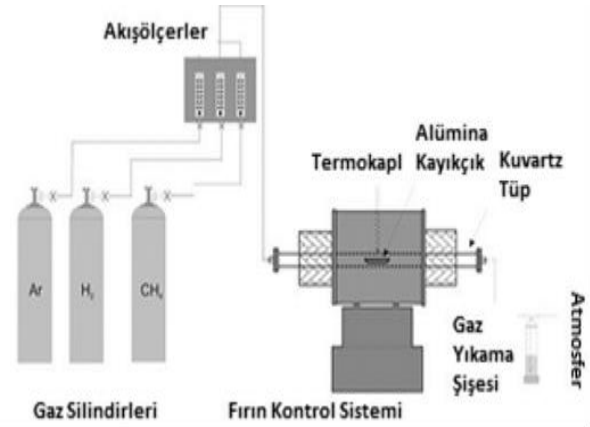 Akışölçerler
Alümina
Termokapl Kayıkçık Kuvartz
Tüp
Ar H₂ CH₄
Gaz
Yıkama
Şişesi
Atmosfer
Gaz Silindirleri Fırın Kontrol Sistemi